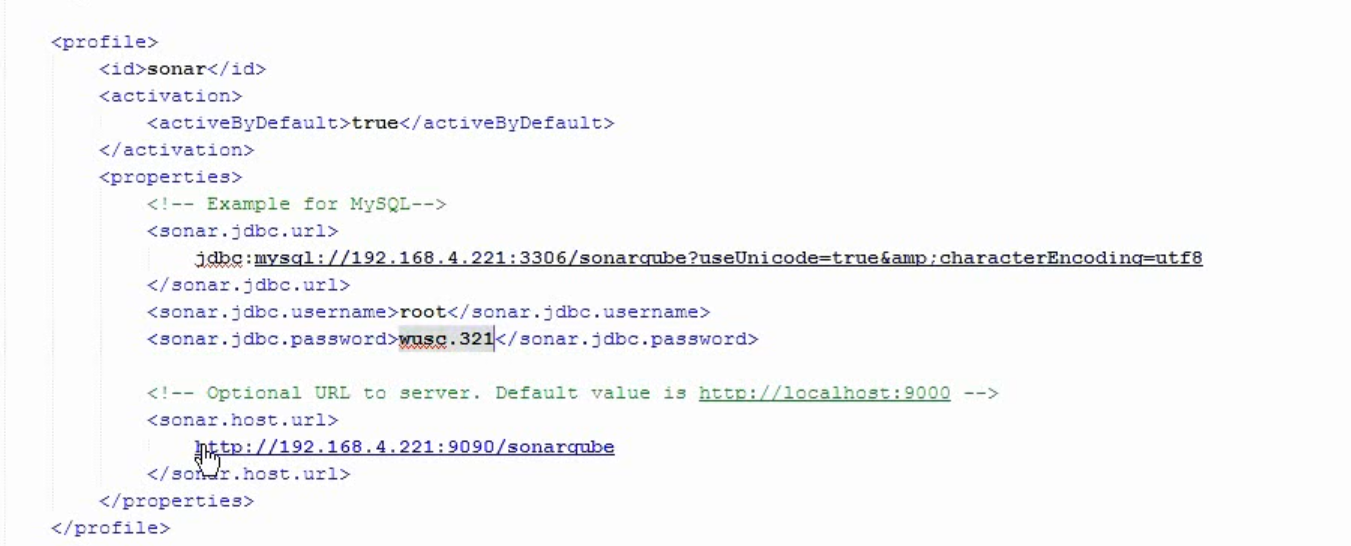 <profile>
<id>sonar</id>
<activation>
<activeByDefault>true</activeByDefault>
</activation>
<properties>
<!-- Example for MySQL-->
<sonar.jdbc.url>
jdbc:mysql://192.168.4.221:3306/sonarqube?useUnicode=true&amp;characterEncoding=utf8
</sonar.jdbc.url>
<sonar.jdbc.username>root</sonar.jdbc.username>
<sonar.jdbc.password>wusc.321</sonar.jdbc.password>
<!-- Optional URL to server. Default value is http://localhost:9000 -->
<sonar.host.url>
http://192.168.4.221:9090/sonarqube
</sonar.host.url>
</properties>
</profile>